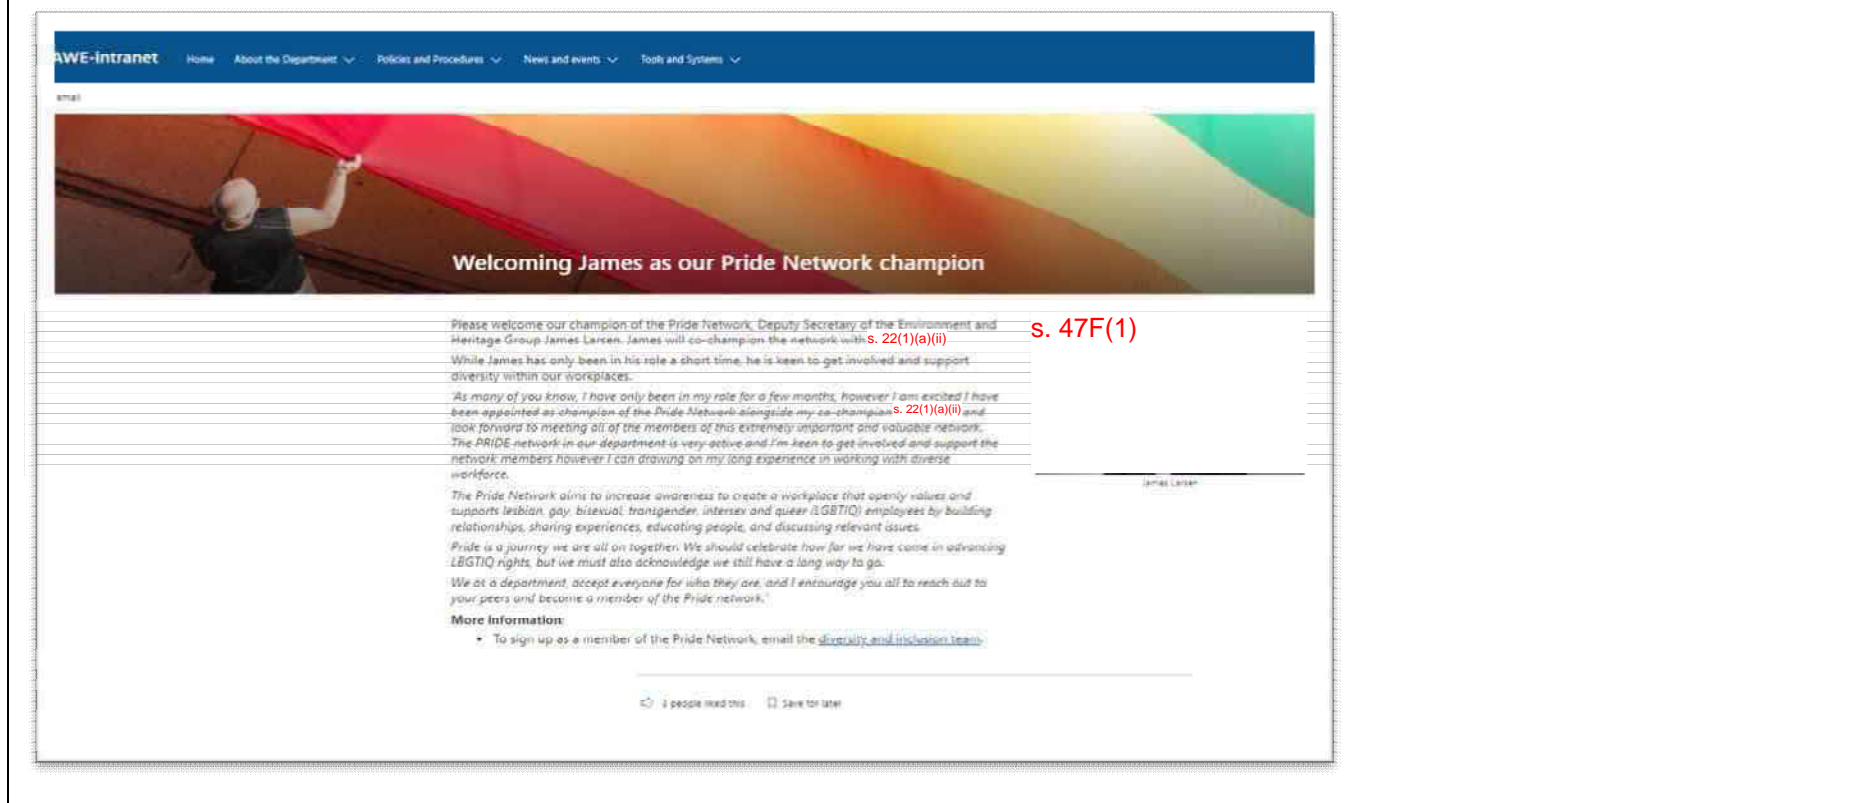 AWE-Intranet Home About the Department Policies and Procedures News and events Tools and Systems
email
Welcoming James as our Pride Network champion
Please welcome our champion of the Pride Network, Deputy Secretary of the Environment and
Heritage Group James Larsen. James will co-champion the network with s. 22(1)(a)(ii)
While James has only been in his role a short time, he is keen to get involved and support
diversity within our workplaces.
'As many of you know, I have only been in my role for a few months, however I am excited I have
been appointed as champion of the Pride Network alongside my co-champion s. 22(1)(a)(ii) and
look forward to meeting all of the members of this extremely important and valuable network.
The PRIDE network in our department is very active and I'm keen to get involved and support the
network members however I can drawing on my long experience in working with diverse
workforce.
The Pride Network aims to increase awareness to create a workplace that openly values and
supports lesbian, gay, bisexual, transgender, intersex and queer (LGBTIQ) employees by building
relationships, sharing experiences, educating people, and discussing relevant issues.
Pride is a journey we are all on together. We should celebrate how far we have come in advancing
LBGTIQ rights, but we must also acknowledge we still have a long way to go.
We as a department, accept everyone for who they are, and I encourage you all to reach out to
your peers and become a member of the Pride network.'
More information:
• To sign up as a member of the Pride Network, email the diversity and inclusion team.
s. 47F(1)
James Larsen
people liked this Save for later